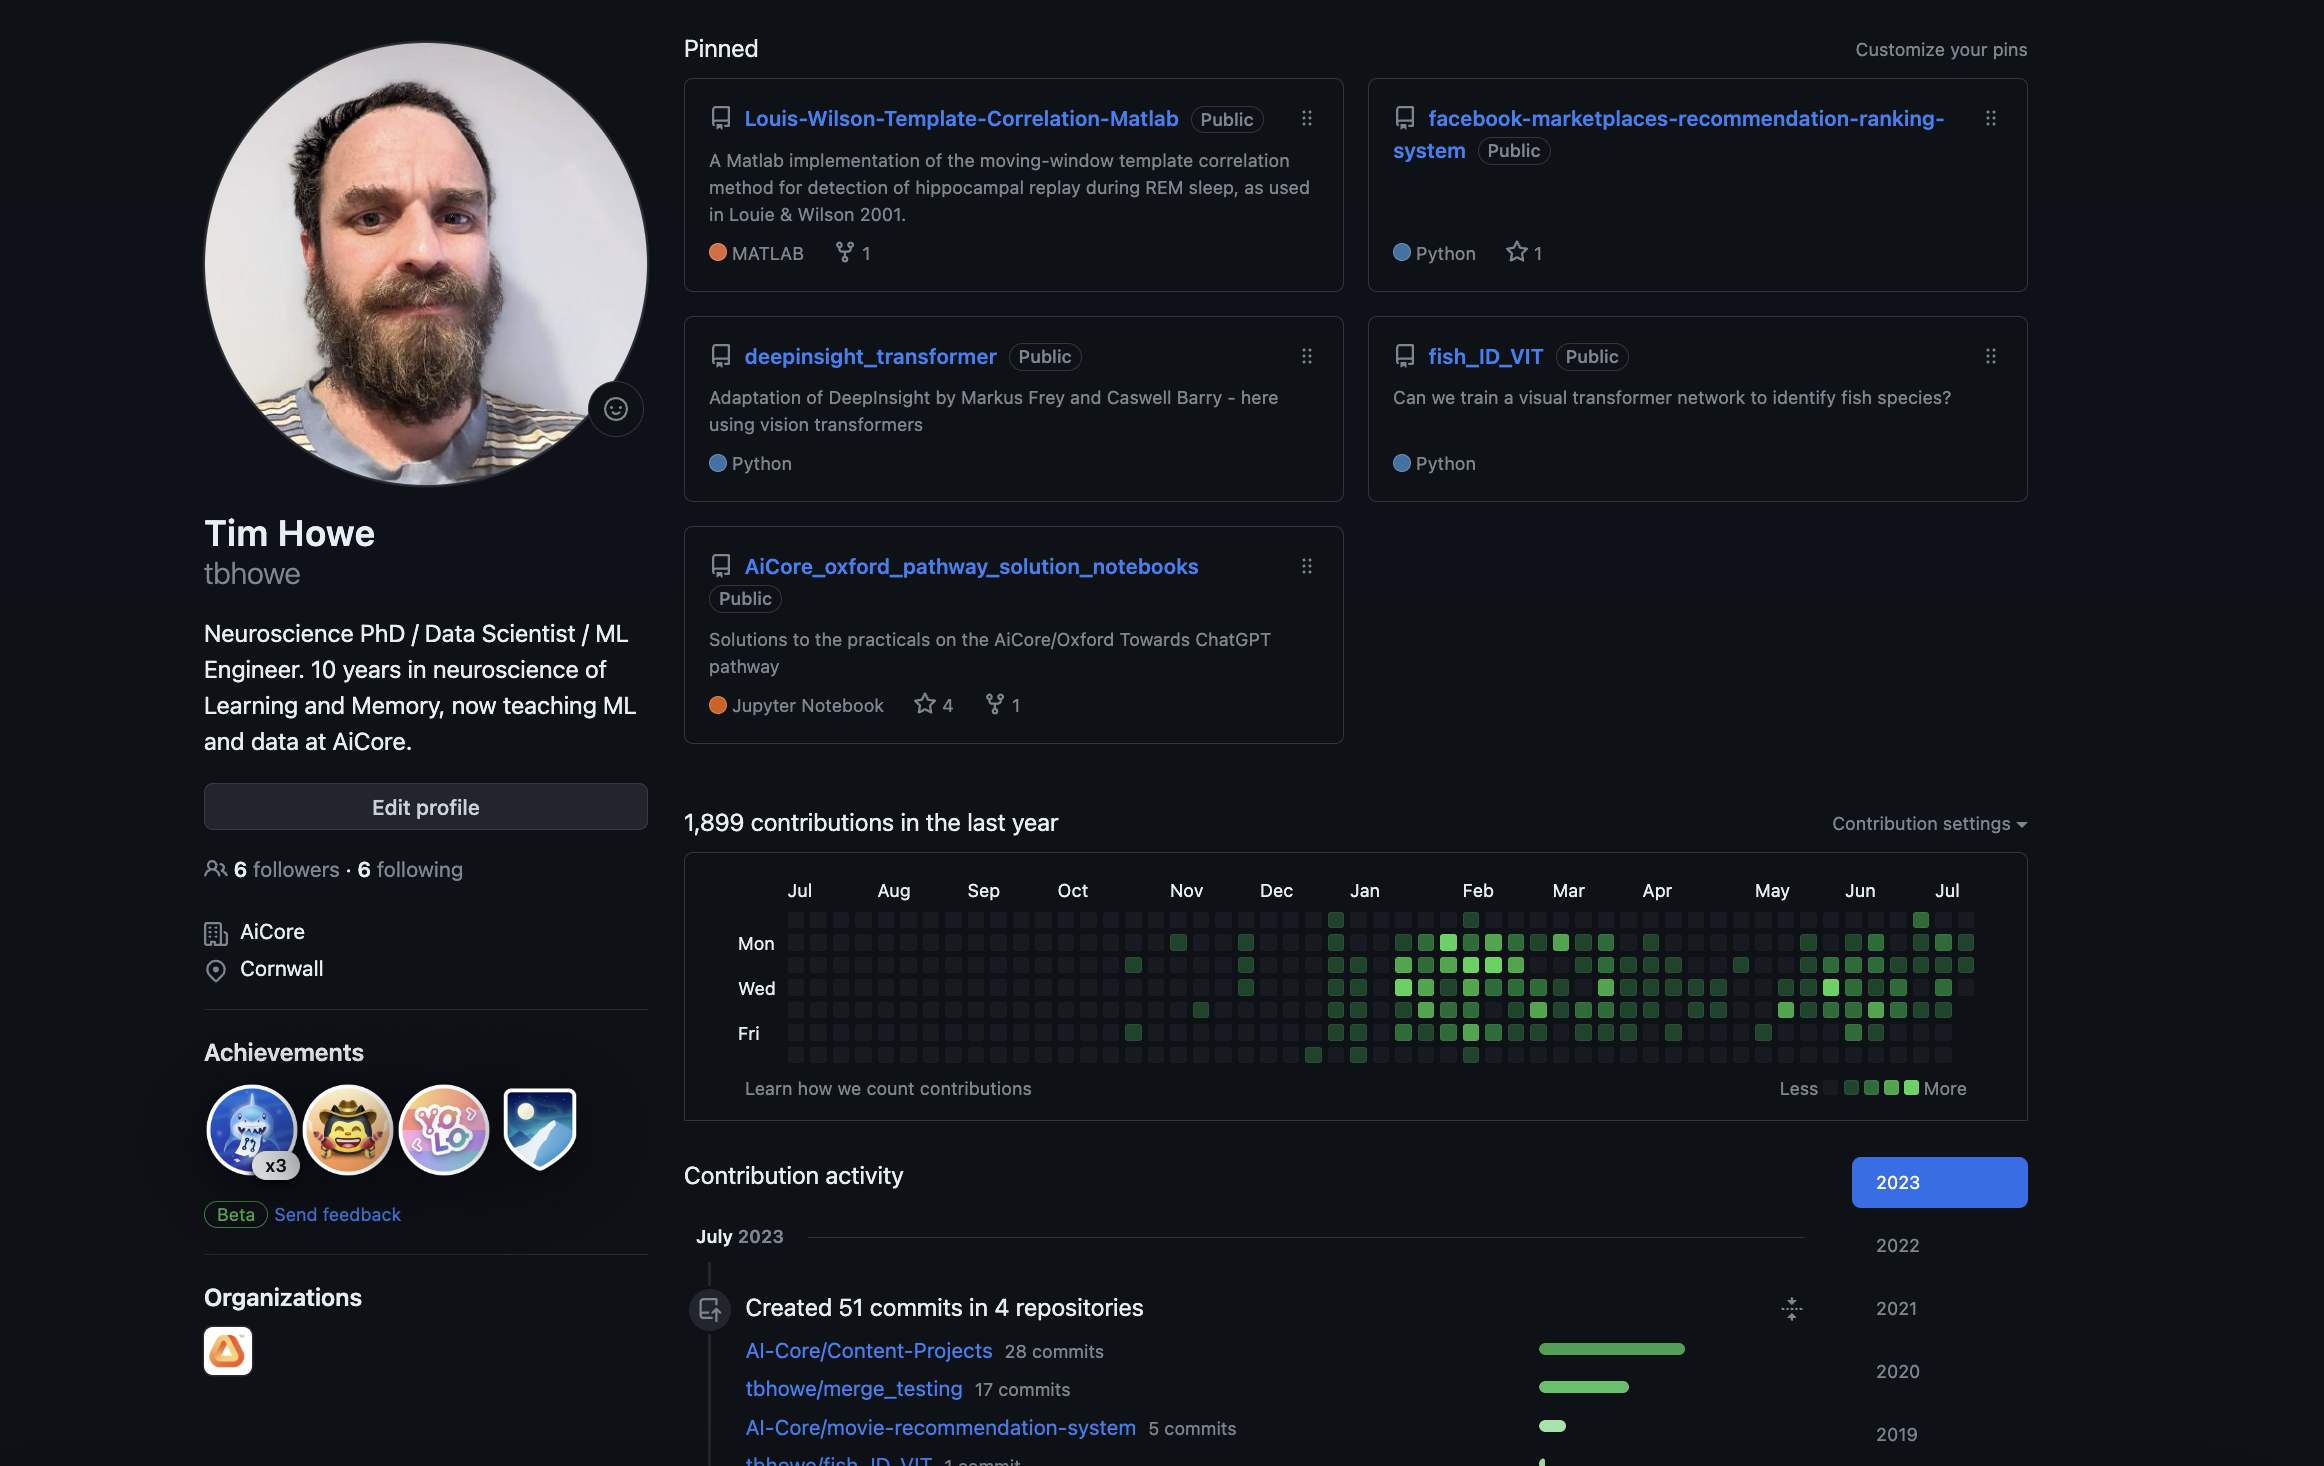 Tim Howe
tbhowe
Neuroscience PhD / Data Scientist / ML
Engineer. 10 years in neuroscience of
Learning and Memory, now teaching ML
and data at AiCore.
Edit profile
6 followers · 6 following
AiCore
Cornwall
Achievements
x3
YOLO
Beta Send feedback
Organizations
Pinned
Customize your pins
Louis-Wilson-Template-Correlation-Matlab Public
A Matlab implementation of the moving-window template correlation
method for detection of hippocampal replay during REM sleep, as used
in Louie & Wilson 2001.
MATLAB 1
facebook-marketplaces-recommendation-ranking-
system Public
Python 1
deepinsight_transformer Public
Adaptation of DeepInsight by Markus Frey and Caswell Barry - here
using vision transformers
Python
fish_ID_VIT Public
Can we train a visual transformer network to identify fish species?
Python
AiCore_oxford_pathway_solution_notebooks
Public
Solutions to the practicals on the AiCore/Oxford Towards ChatGPT
pathway
Jupyter Notebook 4 1
1,899 contributions in the last year
Contribution settings
Jul Aug Sep Oct Nov Dec Jan Feb Mar Apr May Jun Jul
Mon
Wed
Fri
Learn how we count contributions
Less More
Contribution activity
2023
2022
2021
2020
2019
July 2023
Created 51 commits in 4 repositories
AI-Core/Content-Projects 28 commits
tbhowe/merge_testing 17 commits
AI-Core/movie-recommendation-system 5 commits
tbhowe/fish_ID_VIT 1 commit